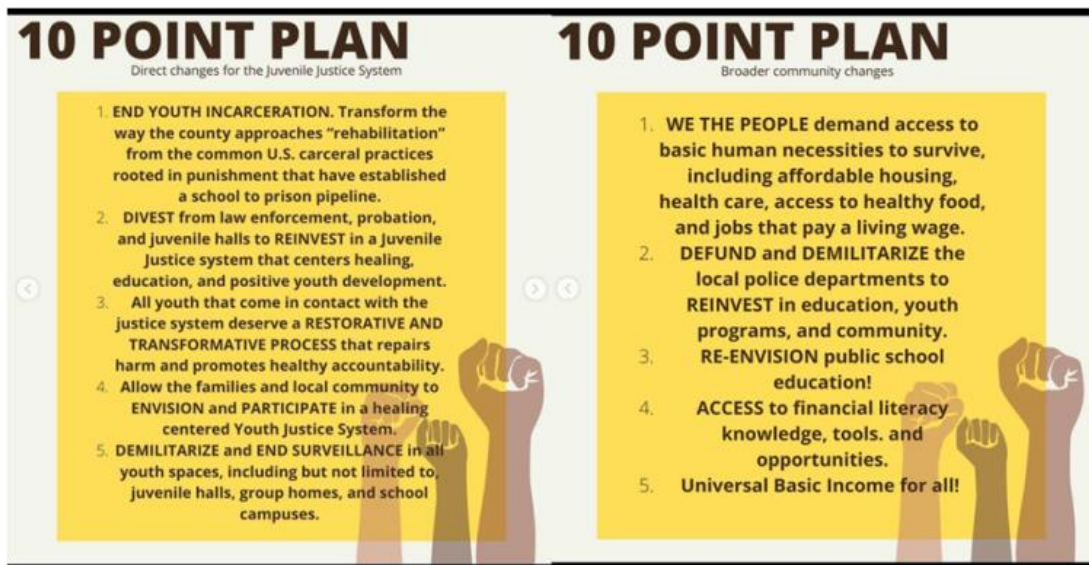 10 POINT PLAN
Direct changes for the Juvenile Justice System
1. END YOUTH INCARCERATION. Transform the
way the county approaches “rehabilitation”
from the common U.S. carceral practices
rooted in punishment that have established
a school to prison pipeline.
2. DIVEST from law enforcement, probation,
and juvenile halls to REINVEST in a Juvenile
Justice system that centers healing,
education, and positive youth development.
3. All youth that come in contact with the
justice system deserve a RESTORATIVE AND
TRANSFORMATIVE PROCESS that repairs
harm and promotes healthy accountability.
4. Allow the families and local community to
ENVISION and PARTICIPATE in a healing
centered Youth Justice System.
5. DEMILITARIZE and END SURVEILLANCE in all
youth spaces, including but not limited to,
juvenile halls, group homes, and school
campuses.
10 POINT PLAN
Broader community changes
1. WE THE PEOPLE demand access to
basic human necessities to survive,
including affordable housing,
health care, access to healthy food,
and jobs that pay a living wage.
2. DEFUND and DEMILITARIZE the
local police departments to
REINVEST in education, youth
programs, and community.
3. RE-ENVISION public school
education!
4. ACCESS to financial literacy
knowledge, tools. and
opportunities.
5. Universal Basic Income for all!